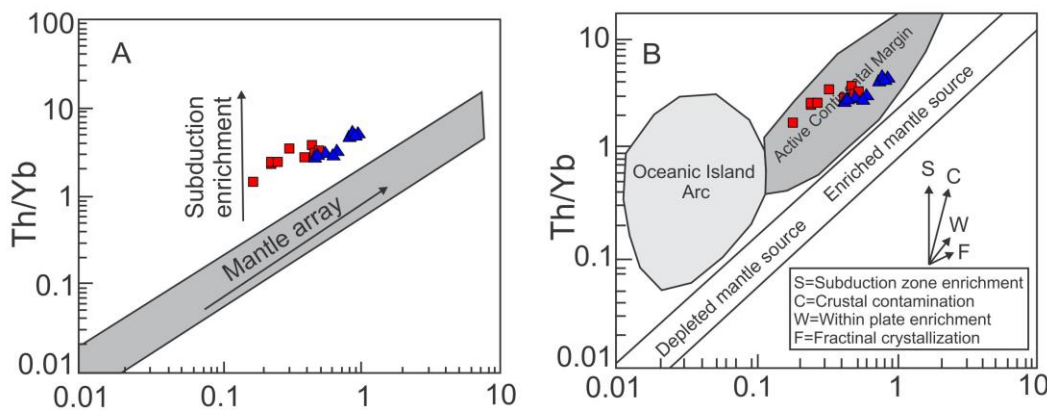 A
Th/Yb
100
10
1
0.1
0.01
Subduction
enrichment
Mantle array
0.01
0.1
1
10
B
Th/Yb
10
1
0.1
0.01
Oceanic Island
Arc
Active Continental Margin
Depleted mantle source
Enriched mantle source
S
C
W
F
S=Subduction zone enrichment
C=Crustal contamination
W=Within plate enrichment
F=Fractinal crystallization
0.01
0.1
1
10